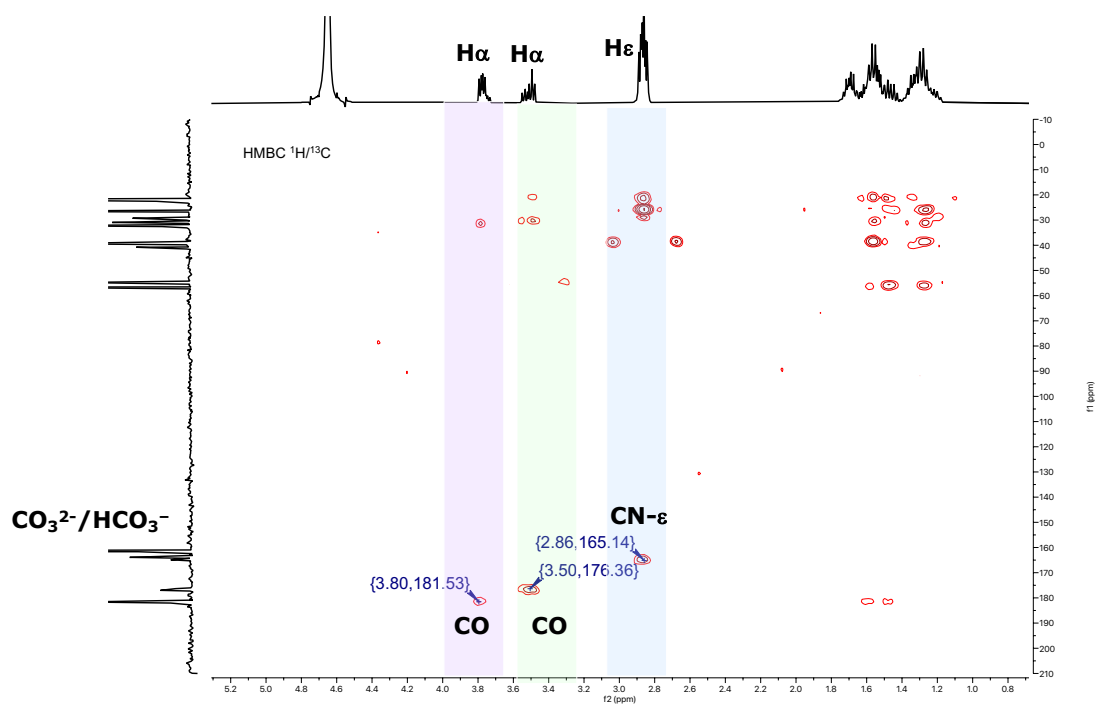 Hα
Hα
Hε
HMBC ¹H/¹³C
-10
0
10
20
30
40
50
60
70
80
90
100
110
120
130
140
150
160
170
180
190
200
210
f1 (ppm)
CO₃²⁻/HCO₃⁻
CN-ε
{2.86,165.14}
{3.50,176.36}
{3.80,181.53}
CO
CO
5.2 5.0 4.8 4.6 4.4 4.2 4.0 3.8 3.6 3.4 3.2 3.0 2.8 2.6 2.4 2.2 2.0 1.8 1.6 1.4 1.2 1.0 0.8
f2 (ppm)